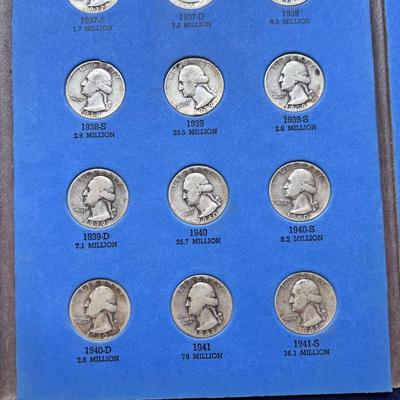 1937-S 1937-D 1938
1.7 MILLION 7.2 MILLION 8.2 MILLION
1938-S 1939 1939-S
2.8 MILLION 33.5 MILLION 2.6 MILLION
1939-D 1940 1940-S
7.1 MILLION 35.7 MILLION 8.2 MILLION
1940-D 1941 1941-S
2.8 MILLION 79 MILLION 16.1 MILLION